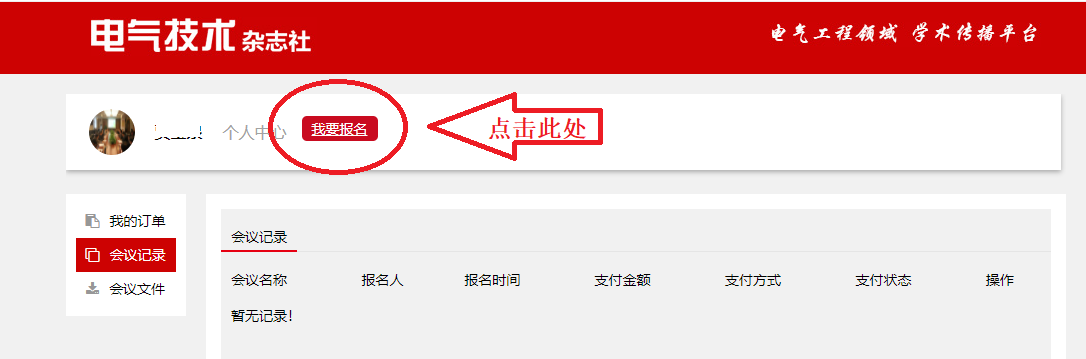 电气技术 杂志社
电气工程领域 学术传播平台
个人中心 我要报名 点击此处
我的订单
会议记录
会议文件
会议记录
会议名称 报名人 报名时间 支付金额 支付方式 支付状态 操作
暂无记录!